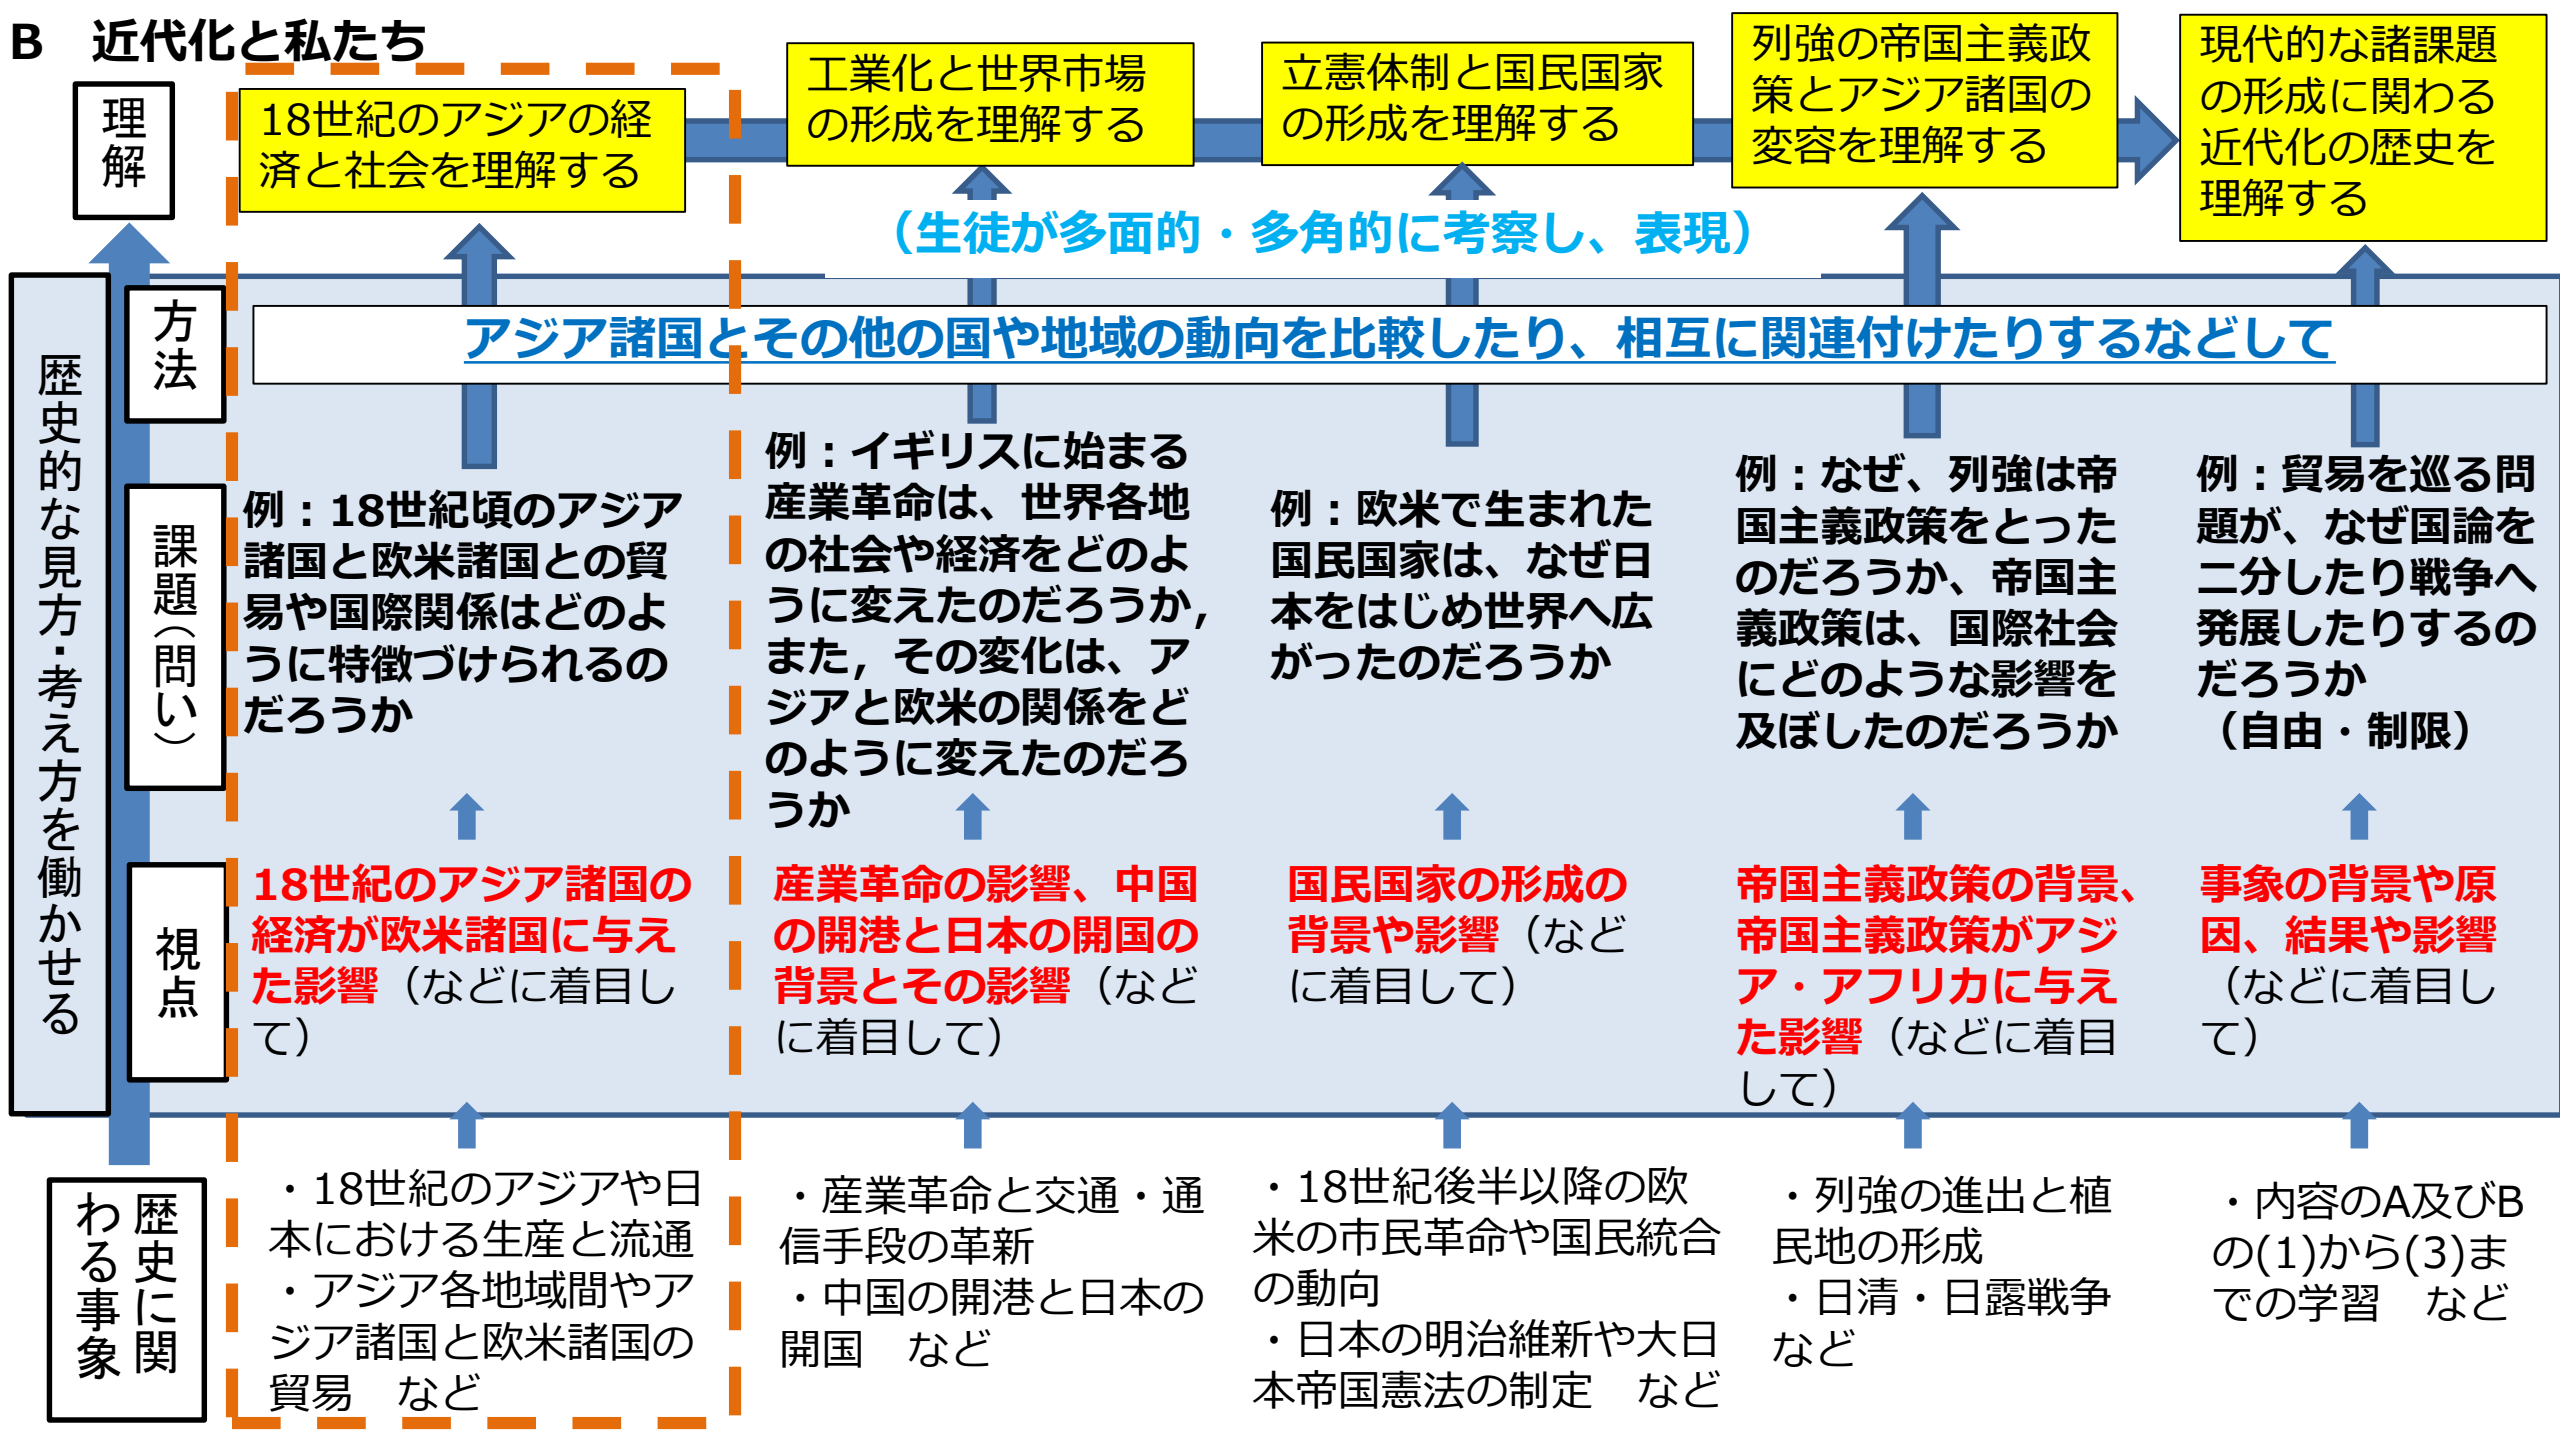 B　近代化と私たち
理解
18世紀のアジアの経
済と社会を理解する
工業化と世界市場
の形成を理解する
立憲体制と国民国家
の形成を理解する
列強の帝国主義政
策とアジア諸国の
変容を理解する
現代的な諸課題
の形成に関わる
近代化の歴史を
理解する
（生徒が多面的・多角的に考察し、表現）
歴史的な見方・考え方を働かせる
方法
アジア諸国とその他の国や地域の動向を比較したり、相互に関連付けたりするなどして
課題（問い）
例：18世紀頃のアジア
諸国と欧米諸国との貿
易や国際関係はどのよ
うに特徴づけられるの
だろうか
例：イギリスに始まる
産業革命は、世界各地
の社会や経済をどのよ
うに変えたのだろうか，
また，その変化は、ア
ジアと欧米の関係をど
のように変えたのだろ
うか
例：欧米で生まれた
国民国家は、なぜ日
本をはじめ世界へ広
がったのだろうか
例：なぜ、列強は帝
国主義政策をとった
のだろうか、帝国主
義政策は、国際社会
にどのような影響を
及ぼしたのだろうか
例：貿易を巡る問
題が、なぜ国論を
二分したり戦争へ
発展したりするの
だろうか
（自由・制限）
視点
18世紀のアジア諸国の
経済が欧米諸国に与え
た影響（などに着目し
て）
産業革命の影響、中国
の開港と日本の開国の
背景とその影響（など
に着目して）
国民国家の形成の
背景や影響（など
に着目して）
帝国主義政策の背景、
帝国主義政策がアジ
ア・アフリカに与え
た影響（などに着目
して）
事象の背景や原
因、結果や影響
（などに着目し
て）
歴史に関
わる事象
・18世紀のアジアや日
本における生産と流通
・アジア各地域間やア
ジア諸国と欧米諸国の
貿易　など
・産業革命と交通・通
信手段の革新
・中国の開港と日本の
開国　など
・18世紀後半以降の欧
米の市民革命や国民統合
の動向
・日本の明治維新や大日
本帝国憲法の制定　など
・列強の進出と植
民地の形成
・日清・日露戦争
など
・内容のA及びB
の(1)から(3)ま
での学習　など